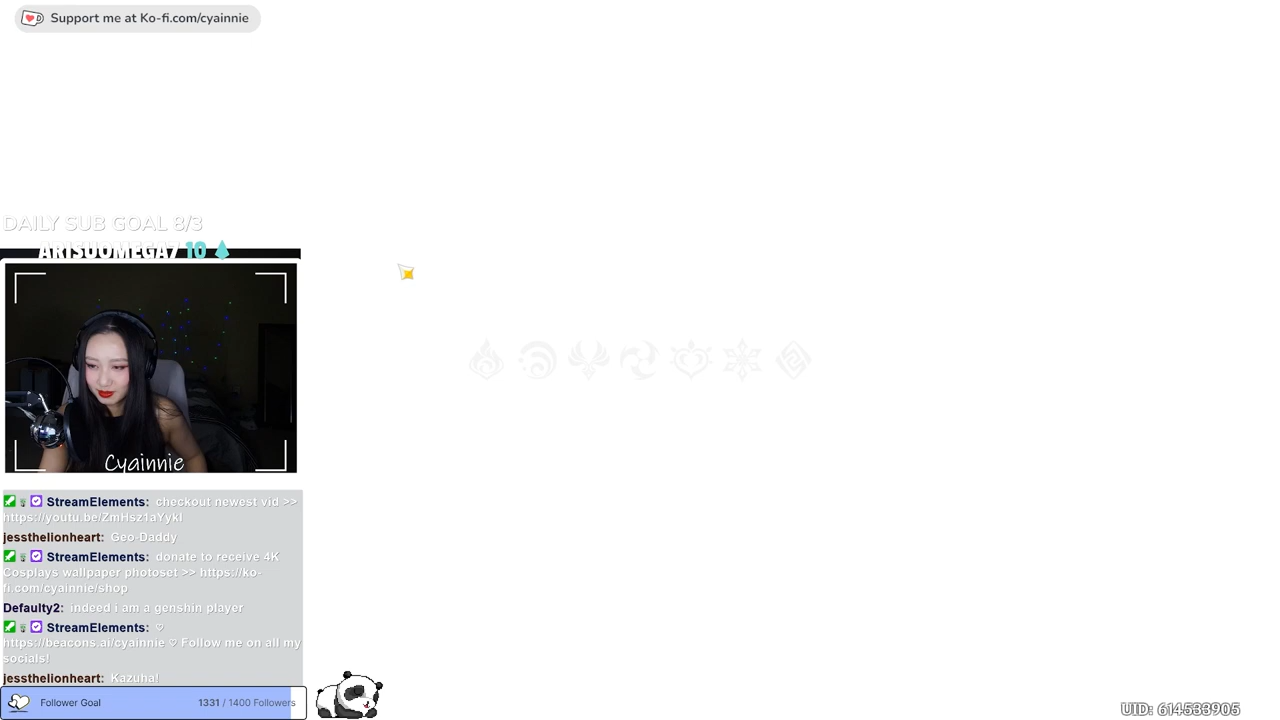 Support me at Ko-fi.com/cyainnie
DAILY SUB GOAL 8/3
ARISUOMEGA7 10
Cyainnie
StreamElements: checkout newest vid >>
https://youtu.be/ZmHsz1aYykI
jessthelionheart: Geo-Daddy
StreamElements: donate to receive 4K
Cosplays wallpaper photoset >> https://ko-
fi.com/cyainnie/shop
Defaulty2: indeed i am a genshin player
StreamElements: ♡
https://beacons.ai/cyainnie ♡ Follow me on all my
socials!
jessthelionheart: Kazuha!
Follower Goal 1331 / 1400 Followers
UID: 614533905